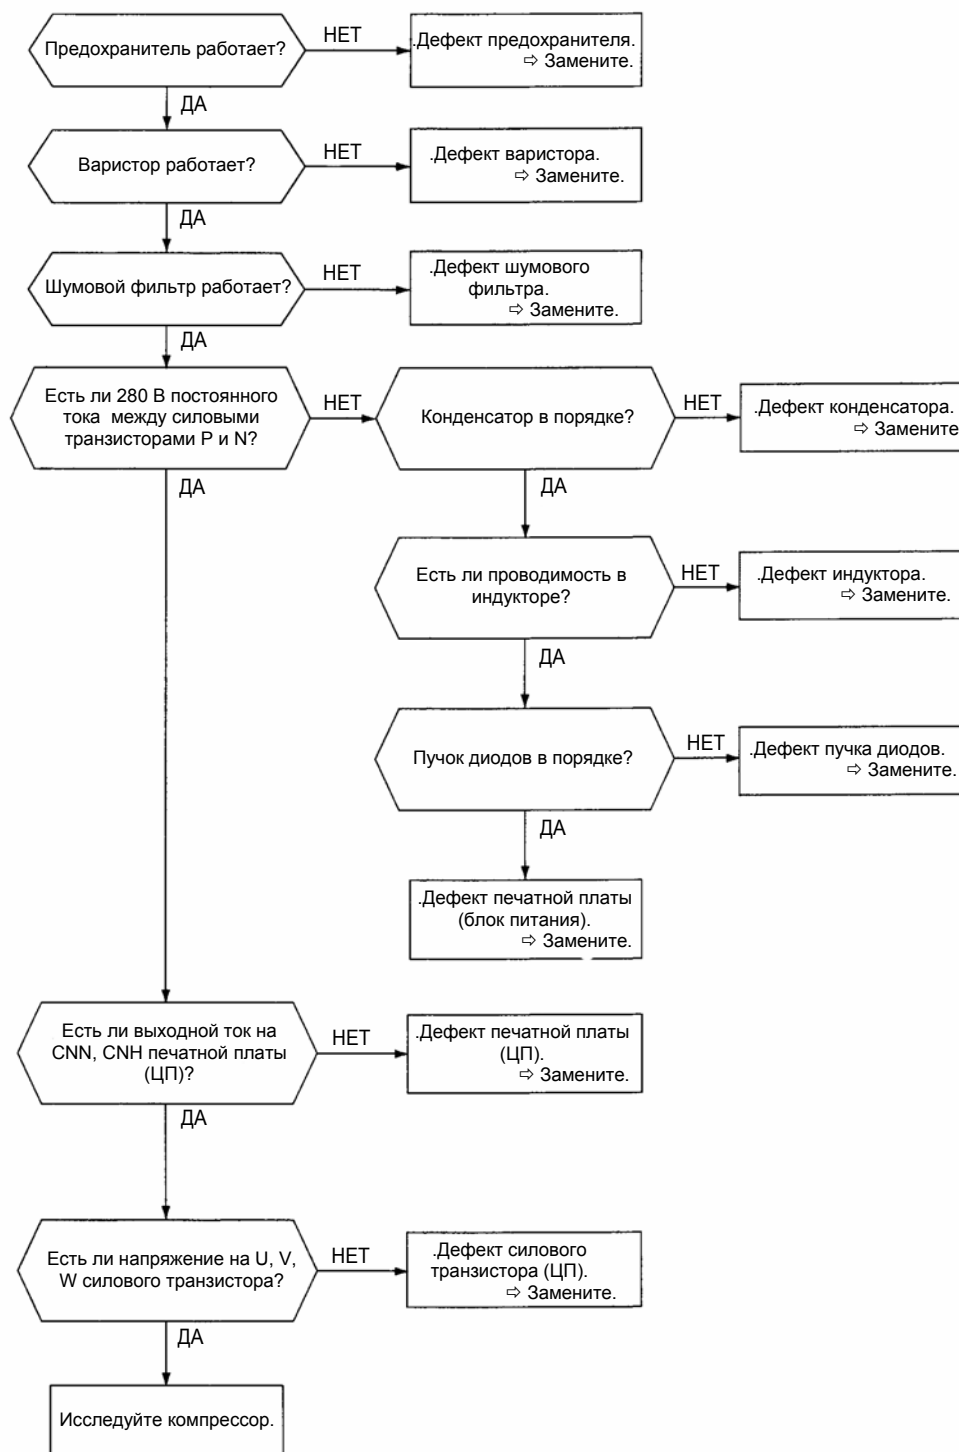 Предохранитель работает?
НЕТ
.Дефект предохранителя.
⇨ Замените.
ДА
Варистор работает?
НЕТ
.Дефект варистора.
⇨ Замените.
ДА
Шумовой фильтр работает?
НЕТ
.Дефект шумового
фильтра.
⇨ Замените.
ДА
Есть ли 280 В постоянного
тока между силовыми
транзисторами P и N?
НЕТ
Конденсатор в порядке?
НЕТ
.Дефект конденсатора.
⇨ Замените
ДА
ДА
Есть ли проводимость в
индукторе?
НЕТ
.Дефект индуктора.
⇨ Замените.
ДА
Пучок диодов в порядке?
НЕТ
.Дефект пучка диодов.
⇨ Замените.
ДА
.Дефект печатной платы
(блок питания).
⇨ Замените.
Есть ли выходной ток на
CNN, CNH печатной платы
(ЦП)?
НЕТ
.Дефект печатной платы
(ЦП).
⇨ Замените.
ДА
Есть ли напряжение на U, V,
W силового транзистора?
НЕТ
.Дефект силового
транзистора (ЦП).
⇨ Замените.
ДА
Исследуйте компрессор.